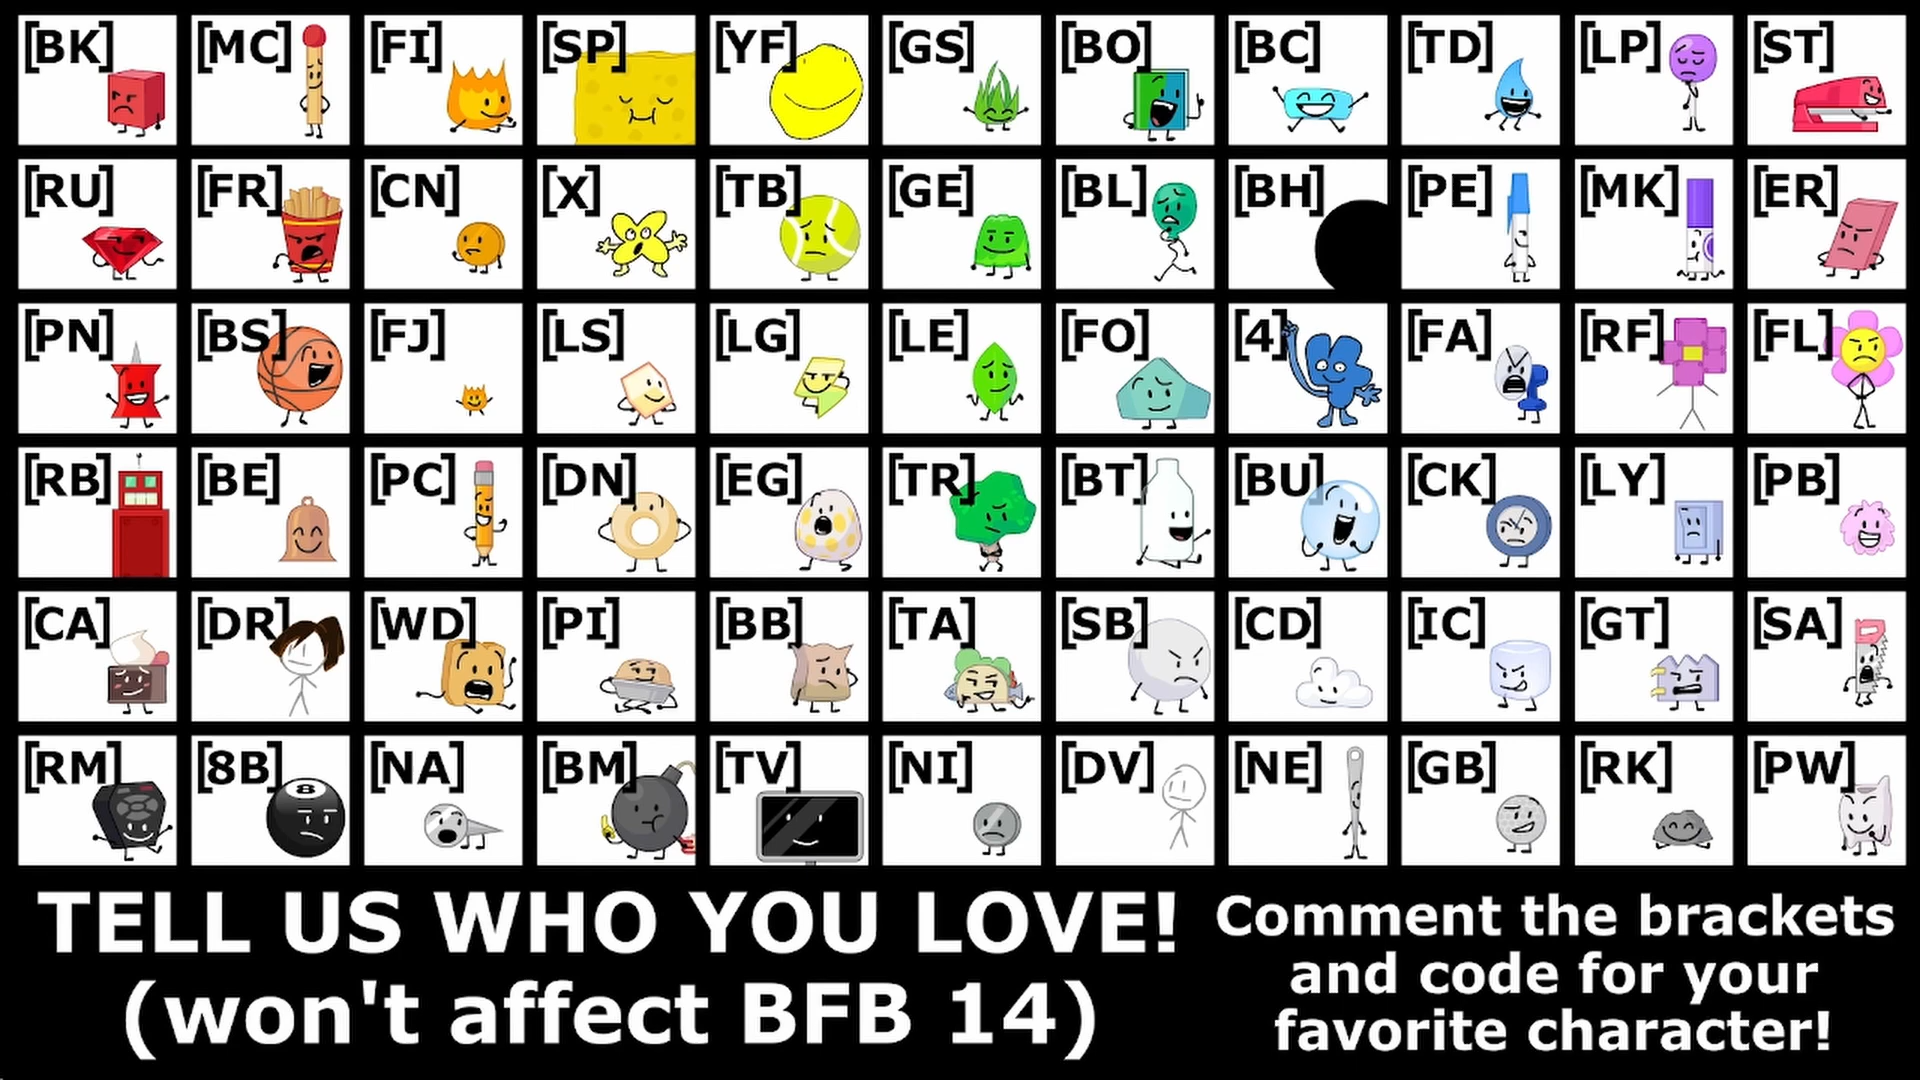 [BK] [MC] [FI] [SP] [YF] [GS] [BO] [BC] [TD] [LP] [ST]
[RU] [FR] [CN] [X] [TB] [GE] [BL] [BH] [PE] [MK] [ER]
[PN] [BS] [FJ] [LS] [LG] [LE] [FO] [4] [FA] [RF] [FL]
[RB] [BE] [PC] [DN] [EG] [TR] [BT] [BU] [CK] [LY] [PB]
[CA] [DR] [WD] [PI] [BB] [TA] [SB] [CD] [IC] [GT] [SA]
[RM] [8B] [NA] [BM] [TV] [NI] [DV] [NE] [GB] [RK] [PW]
8
TELL US WHO YOU LOVE!
(won't affect BFB 14)
Comment the brackets
and code for your
favorite character!